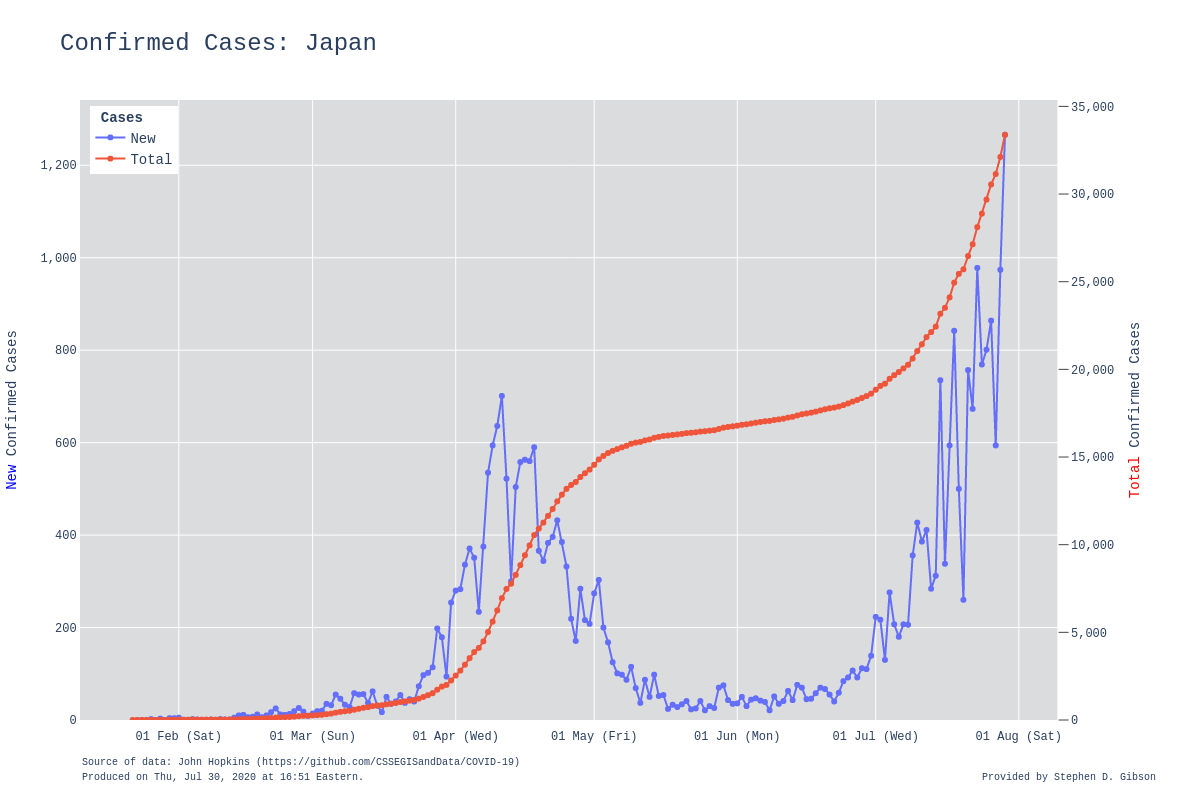 Confirmed Cases: Japan
Cases
New
Total
1,200
1,000
800
600
400
200
0
35,000
30,000
25,000
20,000
15,000
10,000
5,000
0
New Confirmed Cases
Total Confirmed Cases
01 Feb (Sat) 01 Mar (Sun) 01 Apr (Wed) 01 May (Fri) 01 Jun (Mon) 01 Jul (Wed) 01 Aug (Sat)
Source of data: John Hopkins (https://github.com/CSSEGISandData/COVID-19)
Produced on Thu, Jul 30, 2020 at 16:51 Eastern.
Provided by Stephen D. Gibson